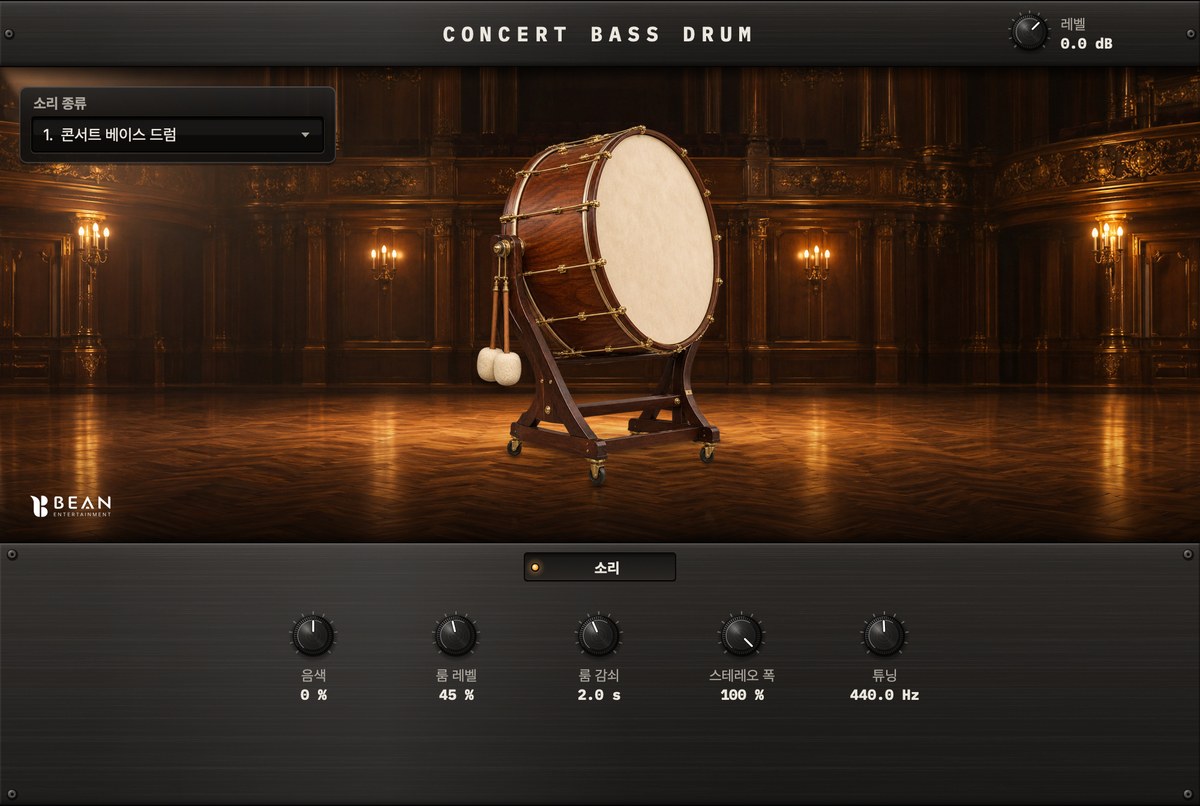 CONCERT BASS DRUM
레벨
0.0 dB
소리 종류
1. 콘서트 베이스 드럼
BEAN
ENTERTAINMENT
소리
음색
0 %
룸 레벨
45 %
룸 감쇠
2.0 s
스테레오 폭
100 %
튜닝
440.0 Hz